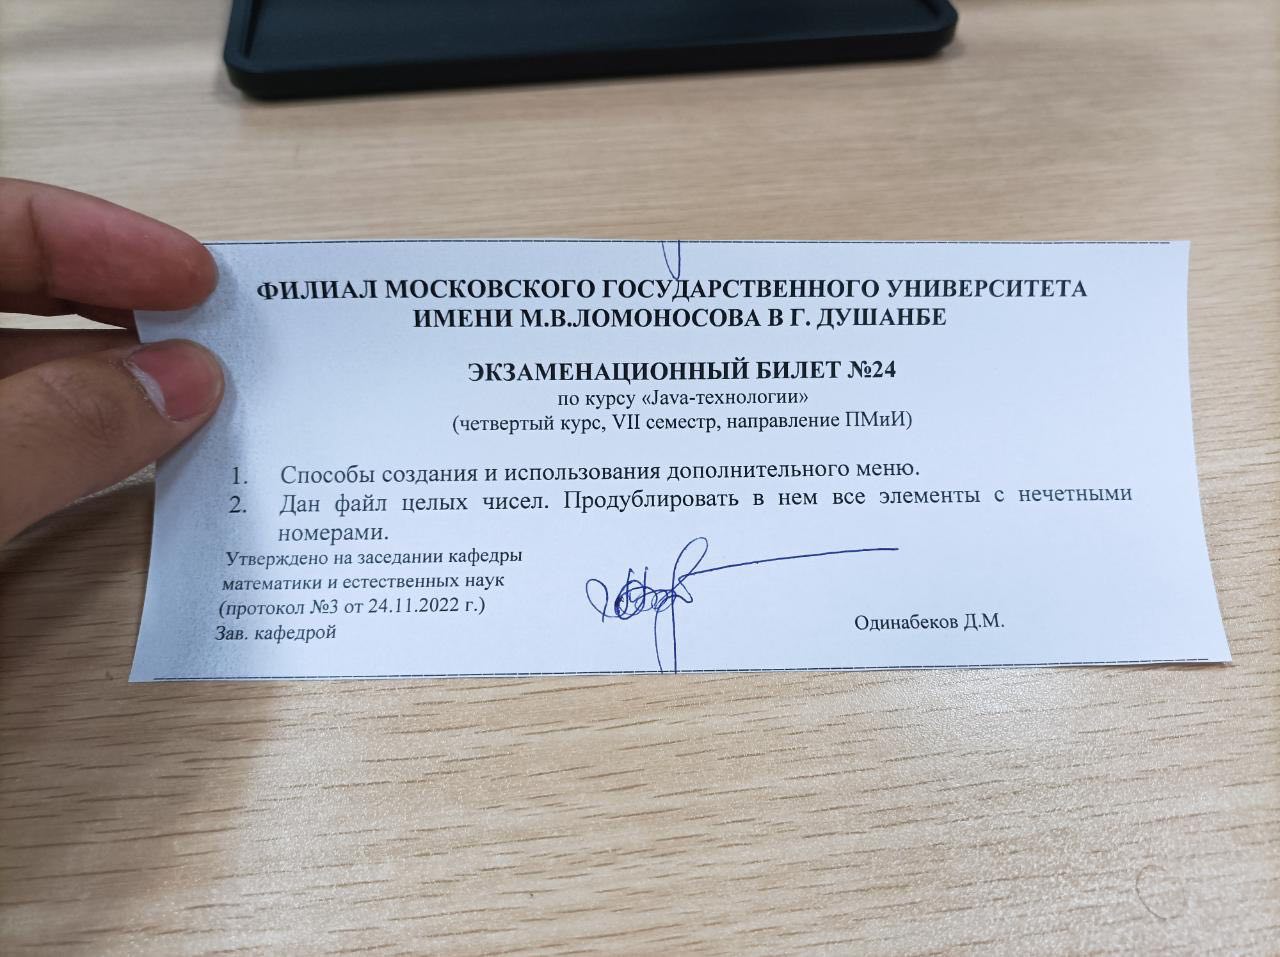 ФИЛИАЛ МОСКОВСКОГО ГОСУДАРСТВЕННОГО УНИВЕРСИТЕТА
ИМЕНИ М.В.ЛОМОНОСОВА В Г. ДУШАНБЕ
ЭКЗАМЕНАЦИОННЫЙ БИЛЕТ №24
по курсу «Java-технологии»
(четвертый курс, VII семестр, направление ПМиИ)
1. Способы создания и использования дополнительного меню.
2. Дан файл целых чисел. Продублировать в нем все элементы с нечетными
номерами.
Утверждено на заседании кафедры
математики и естественных наук
(протокол №3 от 24.11.2022 г.)
Зав. кафедрой Одинабеков Д.М.